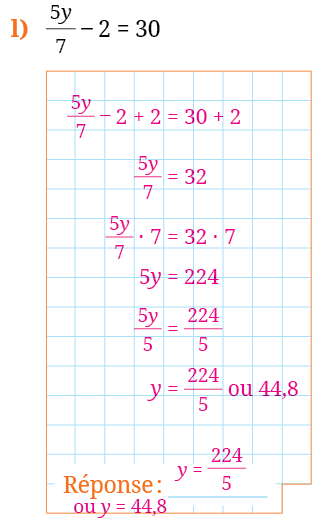 l) 5y/7 − 2 = 30
5y/7 − 2 + 2 = 30 + 2
5y/7 = 32
5y/7 · 7 = 32 · 7
5y = 224
5y/5 = 224/5
y = 224/5 ou 44,8
Réponse : y = 224/5
ou y = 44,8